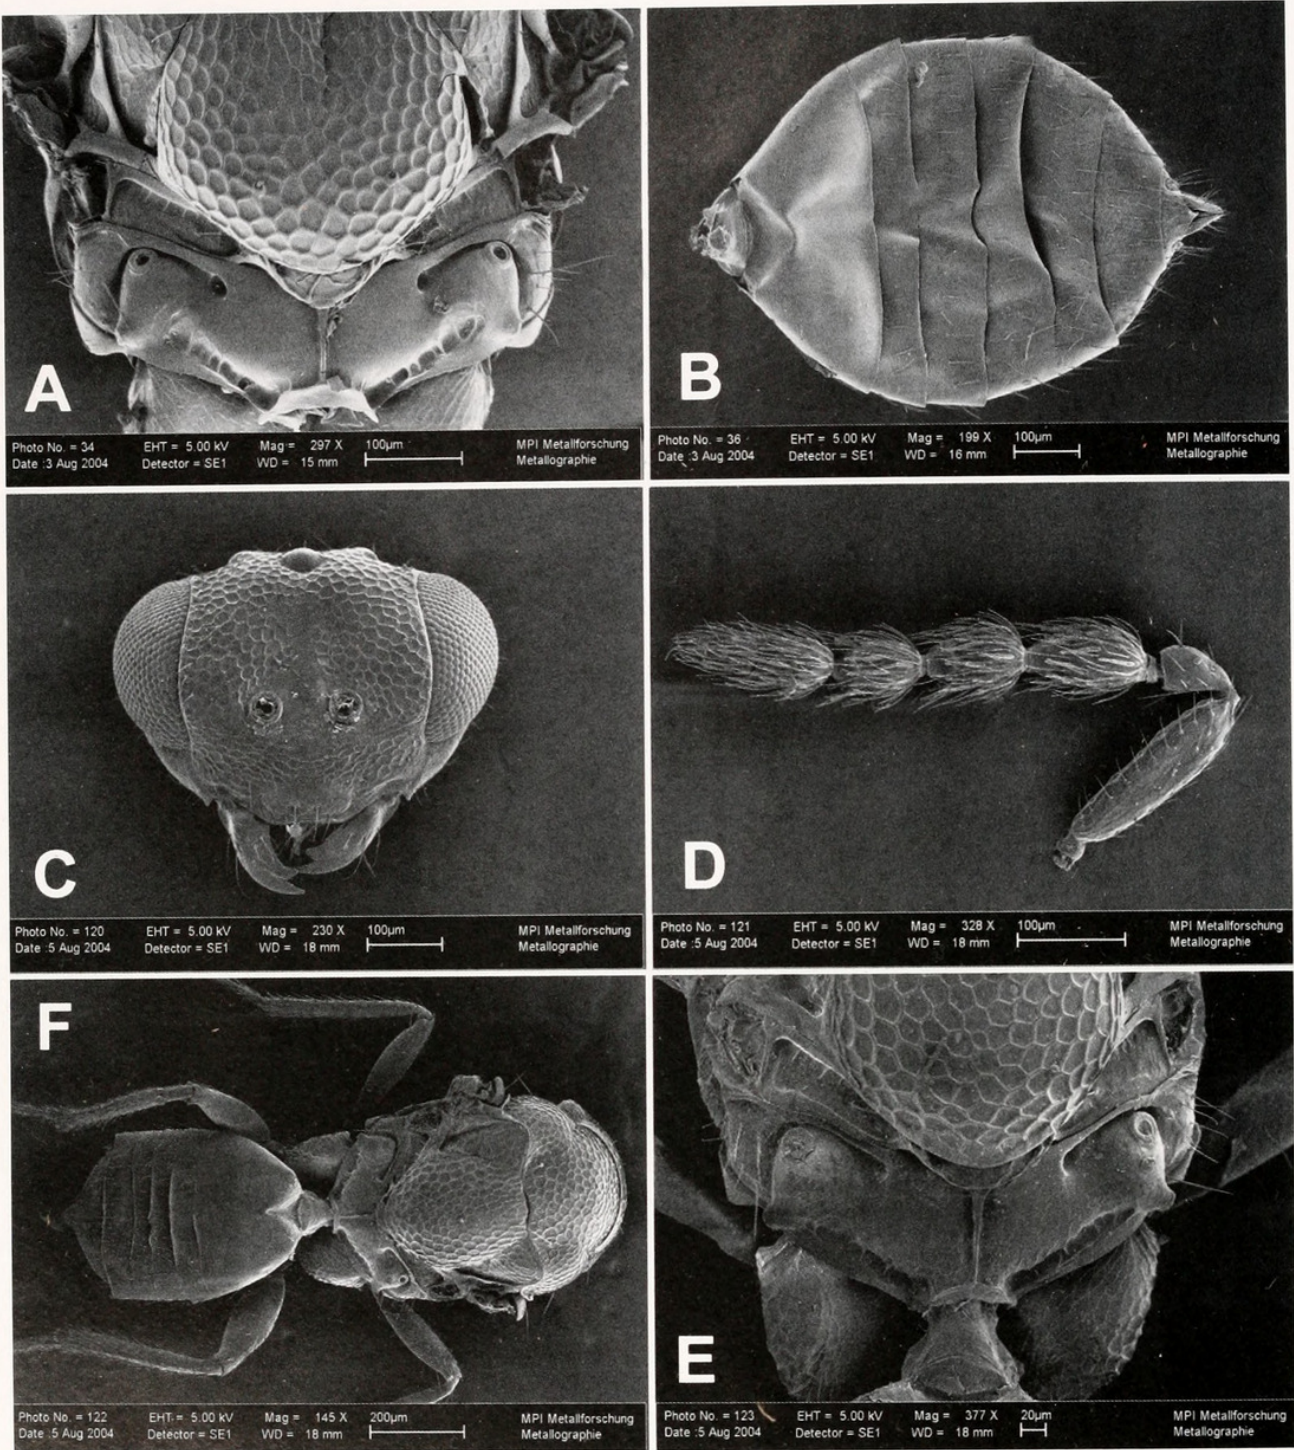 A
Photo No. = 34 EHT = 5.00 kV Mag = 297 X 100µm MPI Metallforschung
Date :3 Aug 2004 Detector = SE1 WD = 15 mm Metallographie
B
Photo No. = 36 EHT = 5.00 kV Mag = 199 X 100µm MPI Metallforschung
Date :3 Aug 2004 Detector = SE1 WD = 16 mm Metallographie
C
Photo No. = 120 EHT = 5.00 kV Mag = 230 X 100µm MPI Metallforschung
Date :5 Aug 2004 Detector = SE1 WD = 18 mm Metallographie
D
Photo No. = 121 EHT = 5.00 kV Mag = 328 X 100µm MPI Metallforschung
Date :5 Aug 2004 Detector = SE1 WD = 18 mm Metallographie
F
Photo No. = 122 EHT = 5.00 kV Mag = 145 X 200µm MPI Metallforschung
Date :5 Aug 2004 Detector = SE1 WD = 18 mm Metallographie
E
Photo No. = 123 EHT = 5.00 kV Mag = 377 X 20µm MPI Metallforschung
Date :5 Aug 2004 Detector = SE1 WD = 18 mm Metallographie